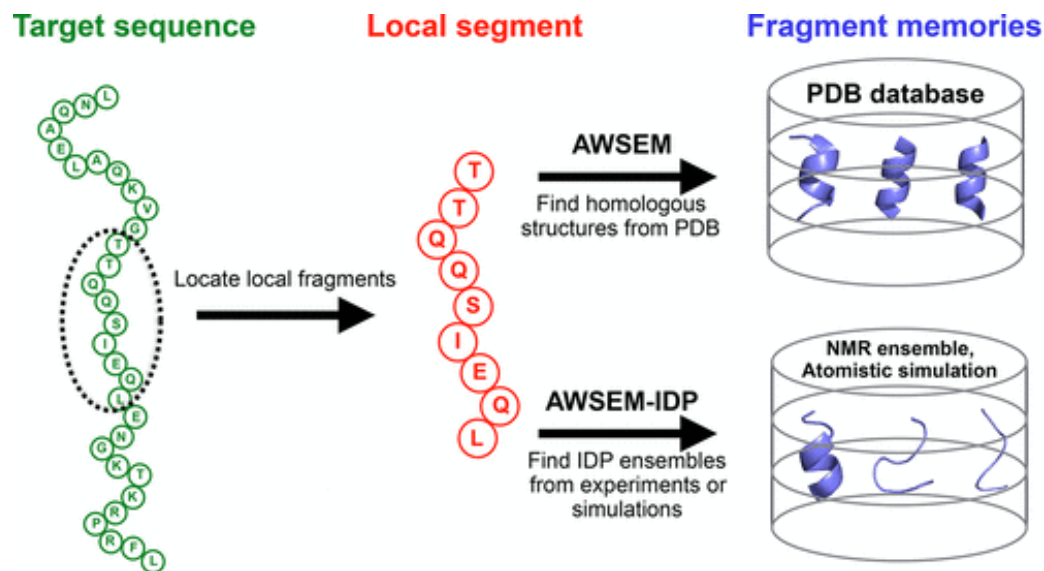 Target sequence
Local segment
Fragment memories
L N Q A E L A Q K V G T T Q Q S I E Q L E N G K T K R P R F L
Locate local fragments
T T Q Q S I E Q L
AWSEM
Find homologous
structures from PDB
PDB database
AWSEM-IDP
Find IDP ensembles
from experiments or
simulations
NMR ensemble,
Atomistic simulation